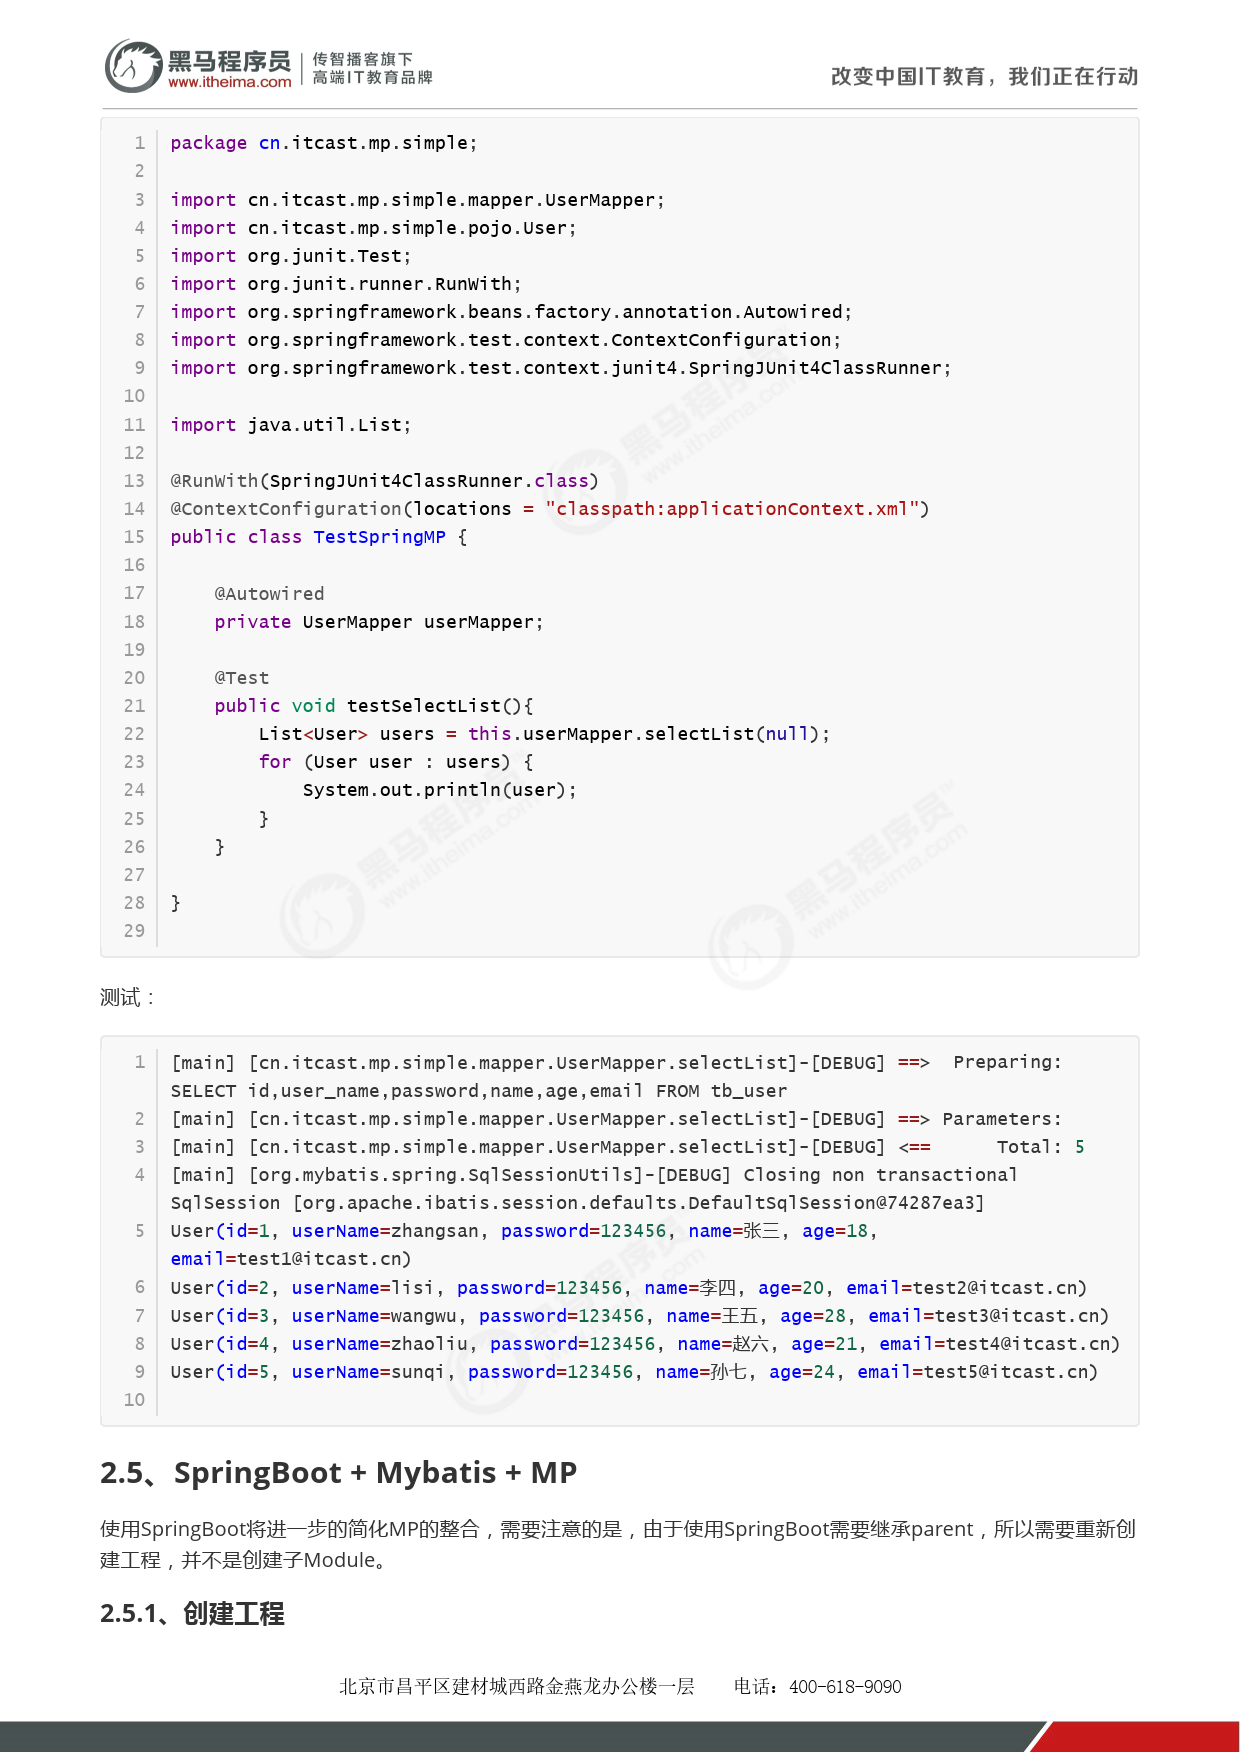 黑马程序员
www.itheima.com
传智播客旗下
高端IT教育品牌
改变中国IT教育，我们正在行动
1 package cn.itcast.mp.simple;
2
3 import cn.itcast.mp.simple.mapper.UserMapper;
4 import cn.itcast.mp.simple.pojo.User;
5 import org.junit.Test;
6 import org.junit.runner.RunWith;
7 import org.springframework.beans.factory.annotation.Autowired;
8 import org.springframework.test.context.ContextConfiguration;
9 import org.springframework.test.context.junit4.SpringJUnit4ClassRunner;
10
11 import java.util.List;
12
13 @RunWith(SpringJUnit4ClassRunner.class)
14 @ContextConfiguration(locations = "classpath:applicationContext.xml")
15 public class TestSpringMP {
16
17     @Autowired
18     private UserMapper userMapper;
19
20     @Test
21     public void testSelectList(){
22         List<User> users = this.userMapper.selectList(null);
23         for (User user : users) {
24             System.out.println(user);
25         }
26     }
27
28 }
29
测试：
1 [main] [cn.itcast.mp.simple.mapper.UserMapper.selectList]-[DEBUG] ==>  Preparing:
SELECT id,user_name,password,name,age,email FROM tb_user
2 [main] [cn.itcast.mp.simple.mapper.UserMapper.selectList]-[DEBUG] ==> Parameters:
3 [main] [cn.itcast.mp.simple.mapper.UserMapper.selectList]-[DEBUG] <==      Total: 5
4 [main] [org.mybatis.spring.SqlSessionUtils]-[DEBUG] Closing non transactional
SqlSession [org.apache.ibatis.session.defaults.DefaultSqlSession@74287ea3]
5 User(id=1, userName=zhangsan, password=123456, name=张三, age=18,
email=test1@itcast.cn)
6 User(id=2, userName=lisi, password=123456, name=李四, age=20, email=test2@itcast.cn)
7 User(id=3, userName=wangwu, password=123456, name=王五, age=28, email=test3@itcast.cn)
8 User(id=4, userName=zhaoliu, password=123456, name=赵六, age=21, email=test4@itcast.cn)
9 User(id=5, userName=sunqi, password=123456, name=孙七, age=24, email=test5@itcast.cn)
10
2.5、SpringBoot + Mybatis + MP
使用SpringBoot将进一步的简化MP的整合，需要注意的是，由于使用SpringBoot需要继承parent，所以需要重新创
建工程，并不是创建子Module。
2.5.1、创建工程
北京市昌平区建材城西路金燕龙办公楼一层    电话：400-618-9090